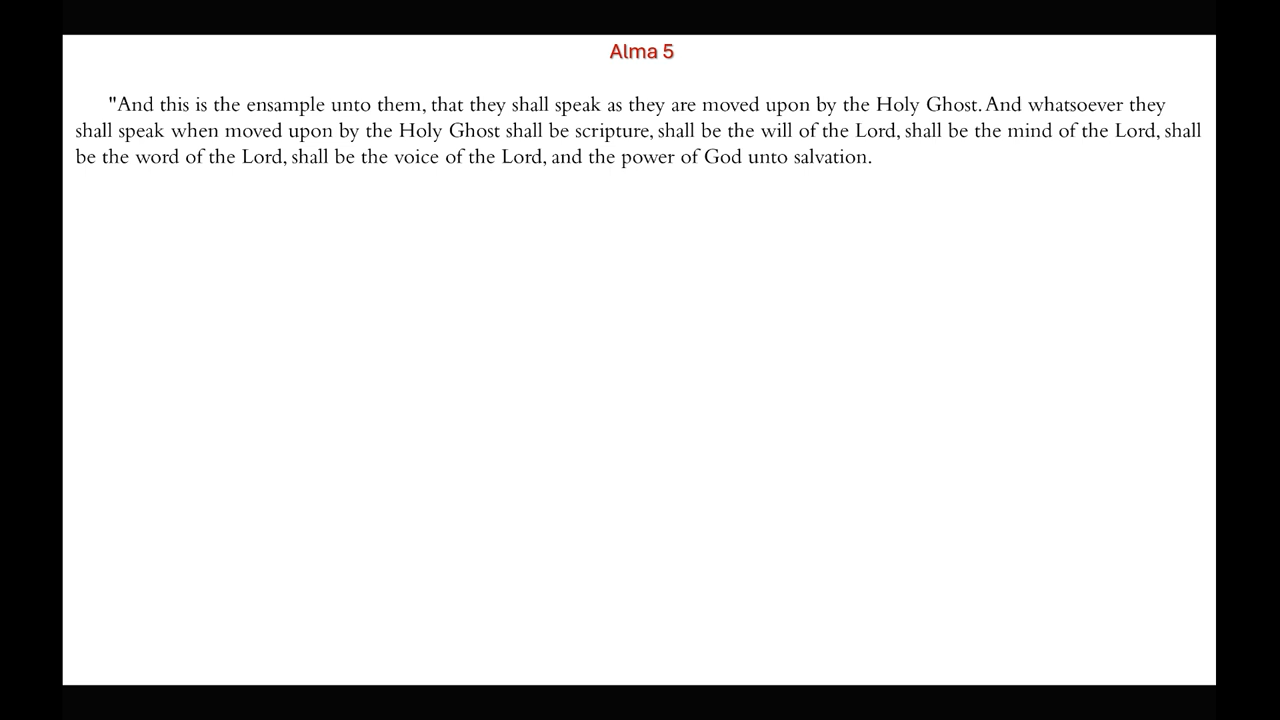 Alma 5
"And this is the ensample unto them, that they shall speak as they are moved upon by the Holy Ghost. And whatsoever they
shall speak when moved upon by the Holy Ghost shall be scripture, shall be the will of the Lord, shall be the mind of the Lord, shall
be the word of the Lord, shall be the voice of the Lord, and the power of God unto salvation.